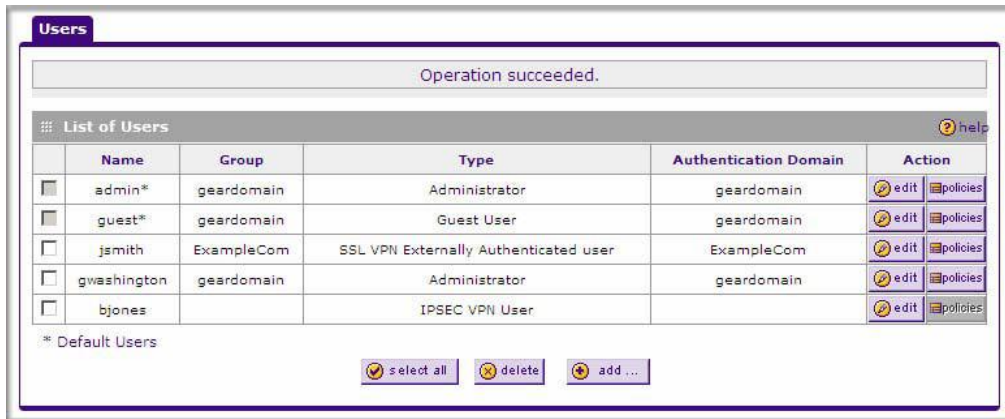 Users
Operation succeeded.
List of Users help
Name Group Type Authentication Domain Action
admin* geardomain Administrator geardomain edit policies
guest* geardomain Guest User geardomain edit policies
jsmith ExampleCom SSL VPN Externally Authenticated user ExampleCom edit policies
gwashington geardomain Administrator geardomain edit policies
bjones IPSEC VPN User edit policies
* Default Users
select all delete add ...